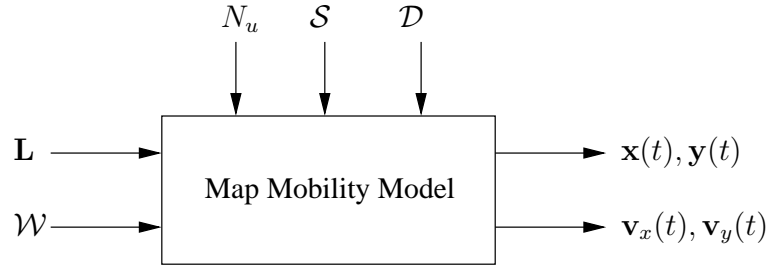 N_u 𝒮 𝒟
𝐋 𝐱(t), 𝐲(t)
Map Mobility Model
𝒲 𝐯_x(t), 𝐯_y(t)